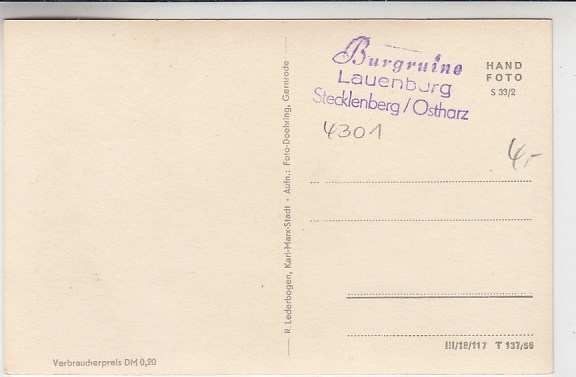 Burgruine
Lauenburg
Stecklenberg/Ostharz
HAND
FOTO
S 33/2
4301
4,-
R. Lederbogen, Karl-Marx-Stadt • Aufn.: Foto-Doehring, Gernrode
III/18/117 T 137/56
Verbraucherpreis DM 0,20